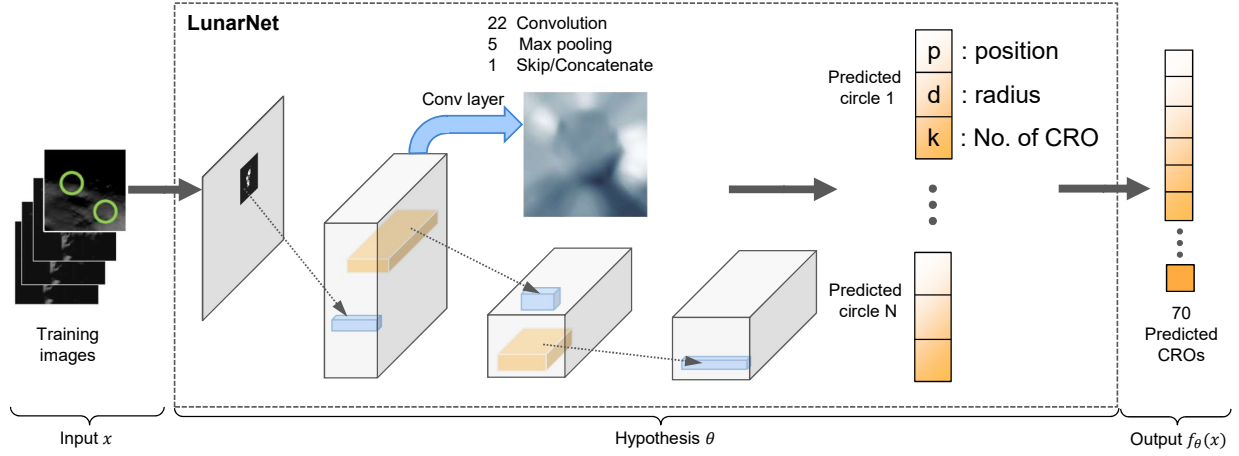 LunarNet
22 Convolution
5 Max pooling
1 Skip/Concatenate
Conv layer
Predicted
circle 1
p : position
d : radius
k : No. of CRO
Predicted
circle N
Training
images
70
Predicted
CROs
Input x
Hypothesis θ
Output f_θ(x)